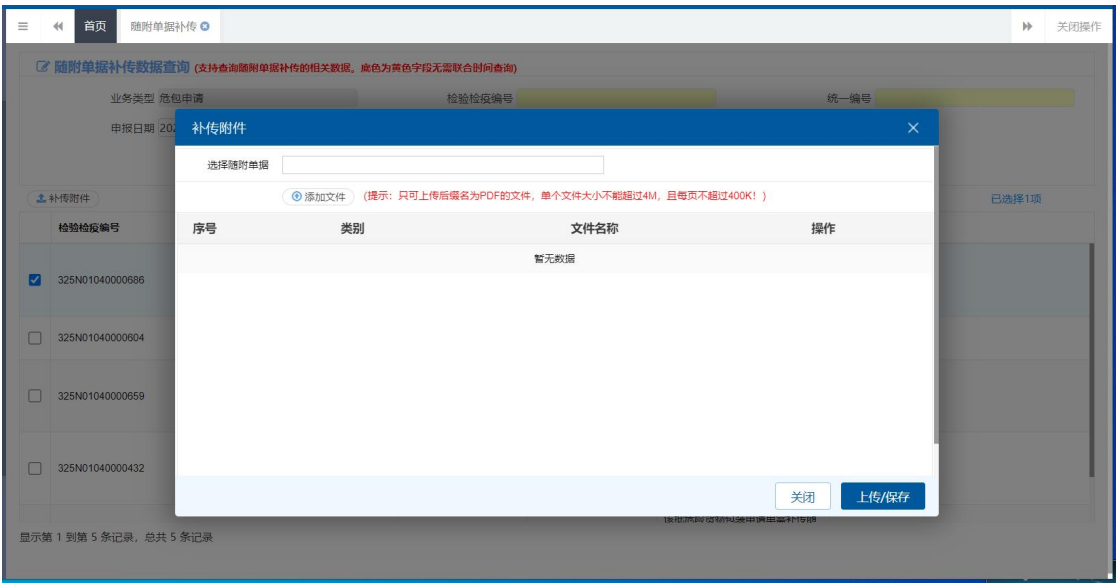 首页 随附单据补传 关闭操作
随附单据补传数据查询 (支持查询随附单据补传的相关数据。底色为黄色字段无需联合时间查询)
业务类型 危包申请 检验检疫编号 统一编号
申报日期 202
补传附件
选择随附单据
添加文件 (提示：只可上传后缀名为PDF的文件，单个文件大小不能超过4M，且每页不超过400K！)
补传附件 已选择1项
检验检疫编号
序号 类别 文件名称 操作
暂无数据
325N01040000686
325N01040000604
325N01040000659
325N01040000432
关闭 上传/保存
显示第 1 到第 5 条记录，总共 5 条记录